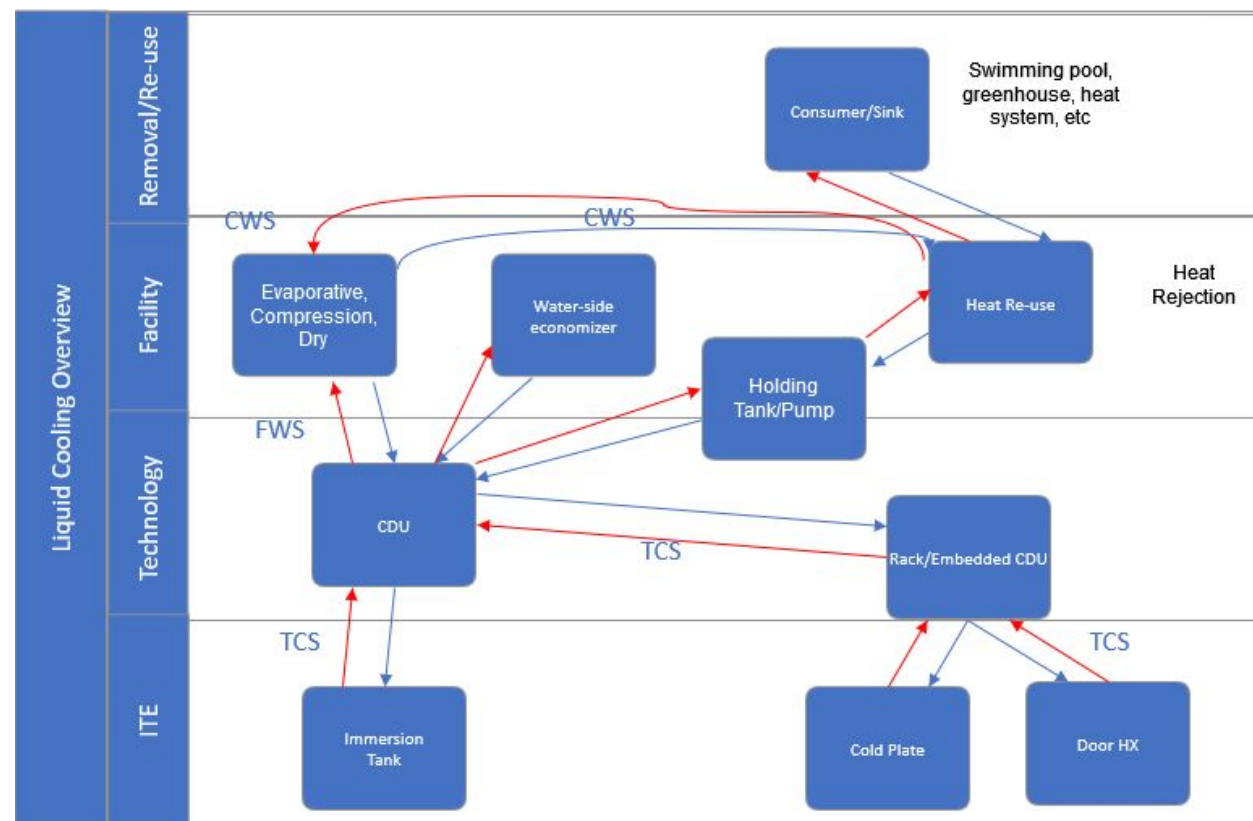 Liquid Cooling Overview
Removal/Re-use
Consumer/Sink
Swimming pool,
greenhouse, heat
system, etc
Facility
CWS
CWS
Evaporative,
Compression,
Dry
Water-side
economizer
Heat Re-use
Heat
Rejection
Holding
Tank/Pump
Technology
FWS
CDU
TCS
Rack/Embedded CDU
ITE
TCS
TCS
Immersion
Tank
Cold Plate
Door HX